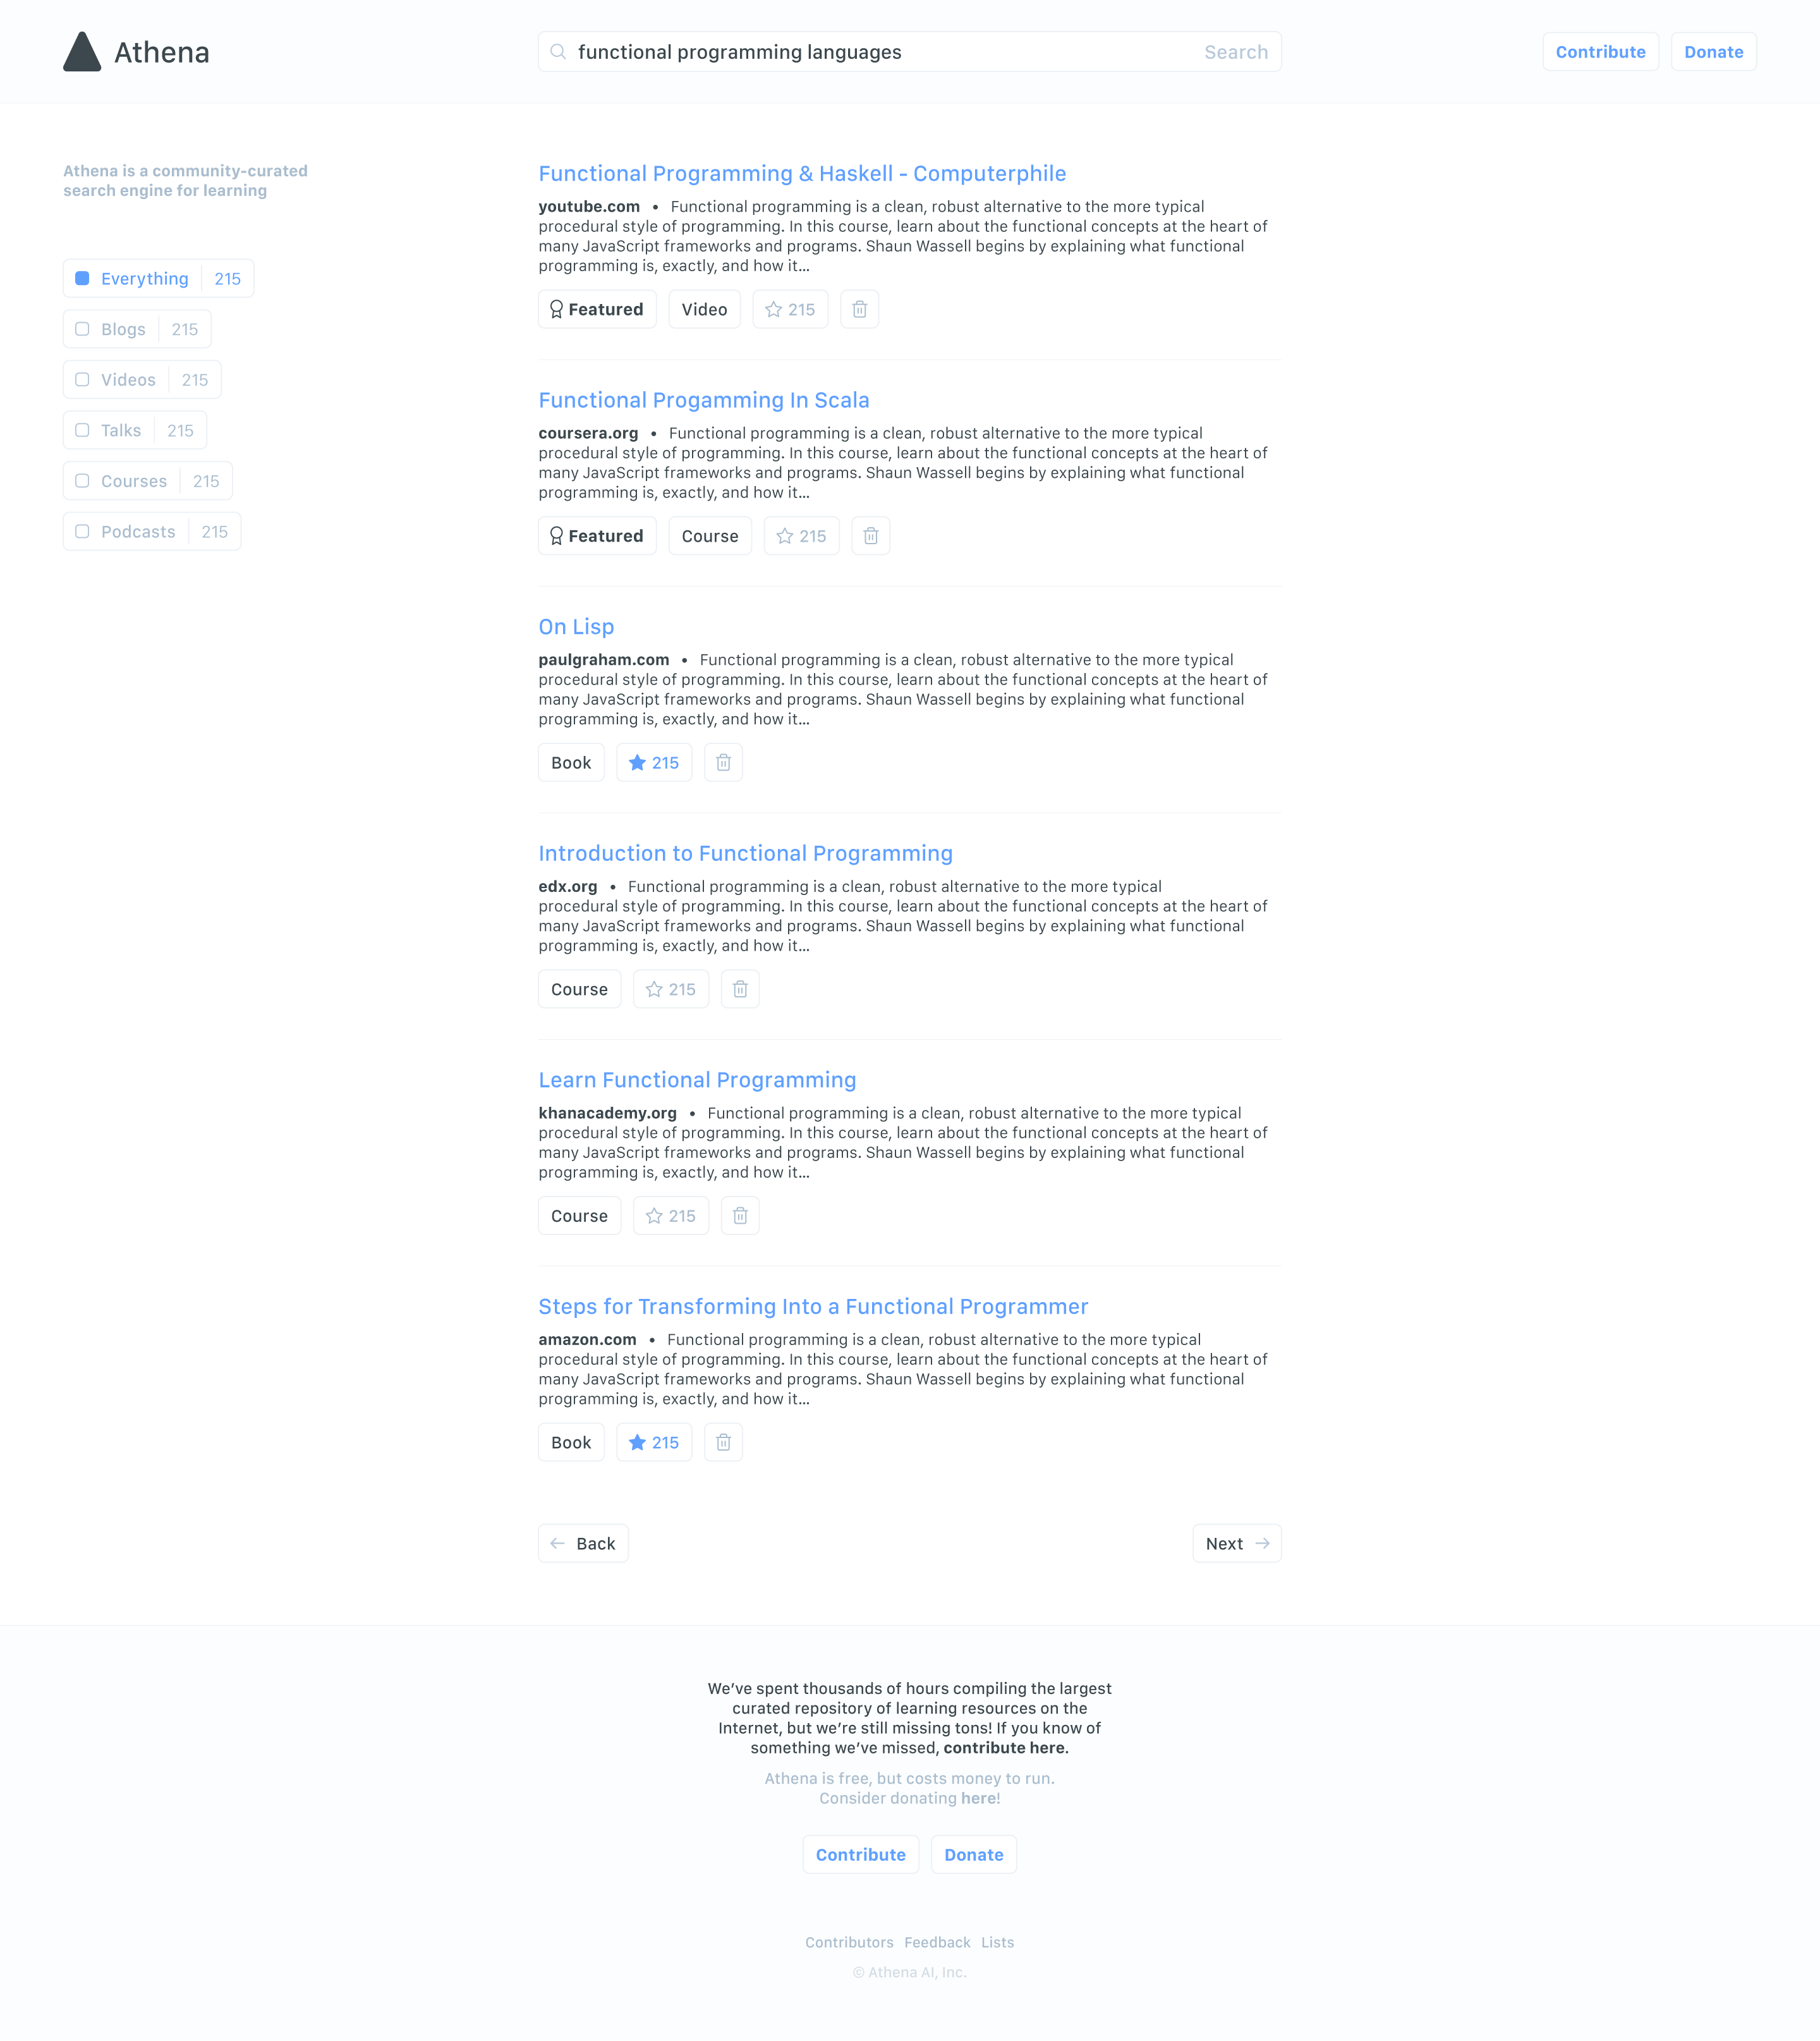 Athena
functional programming languages
Search
Contribute
Donate
Athena is a community-curated
search engine for learning
Everything 215
Blogs 215
Videos 215
Talks 215
Courses 215
Podcasts 215
Functional Programming & Haskell - Computerphile
youtube.com • Functional programming is a clean, robust alternative to the more typical
procedural style of programming. In this course, learn about the functional concepts at the heart of
many JavaScript frameworks and programs. Shaun Wassell begins by explaining what functional
programming is, exactly, and how it...
Featured Video 215
Functional Progamming In Scala
coursera.org • Functional programming is a clean, robust alternative to the more typical
procedural style of programming. In this course, learn about the functional concepts at the heart of
many JavaScript frameworks and programs. Shaun Wassell begins by explaining what functional
programming is, exactly, and how it...
Featured Course 215
On Lisp
paulgraham.com • Functional programming is a clean, robust alternative to the more typical
procedural style of programming. In this course, learn about the functional concepts at the heart of
many JavaScript frameworks and programs. Shaun Wassell begins by explaining what functional
programming is, exactly, and how it...
Book 215
Introduction to Functional Programming
edx.org • Functional programming is a clean, robust alternative to the more typical
procedural style of programming. In this course, learn about the functional concepts at the heart of
many JavaScript frameworks and programs. Shaun Wassell begins by explaining what functional
programming is, exactly, and how it...
Course 215
Learn Functional Programming
khanacademy.org • Functional programming is a clean, robust alternative to the more typical
procedural style of programming. In this course, learn about the functional concepts at the heart of
many JavaScript frameworks and programs. Shaun Wassell begins by explaining what functional
programming is, exactly, and how it...
Course 215
Steps for Transforming Into a Functional Programmer
amazon.com • Functional programming is a clean, robust alternative to the more typical
procedural style of programming. In this course, learn about the functional concepts at the heart of
many JavaScript frameworks and programs. Shaun Wassell begins by explaining what functional
programming is, exactly, and how it...
Book 215
← Back
Next →
We’ve spent thousands of hours compiling the largest
curated repository of learning resources on the
Internet, but we’re still missing tons! If you know of
something we’ve missed, contribute here.
Athena is free, but costs money to run.
Consider donating here!
Contribute
Donate
Contributors Feedback Lists
© Athena AI, Inc.